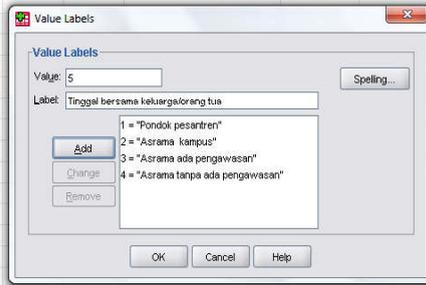 Value Labels
Value Labels
Value: 5
Spelling...
Label: Tinggal bersama keluarga/orang tua
Add
Change
Remove
1 = "Pondok pesantren"
2 = "Asrama kampus"
3 = "Asrama ada pengawasan"
4 = "Asrama tanpa ada pengawasan"
OK Cancel Help